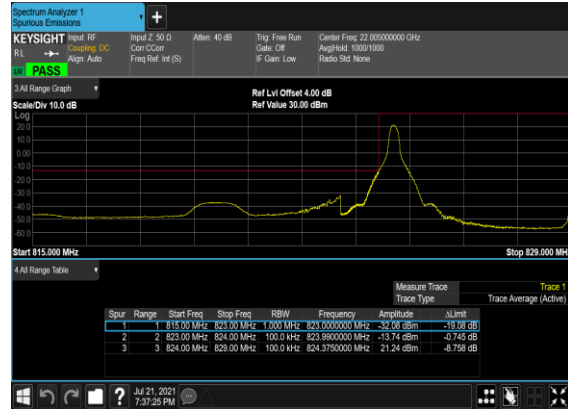 Spectrum Analyzer 1
Spurious Emissions
KEYSIGHT Input: RF Input Z: 50 Ω Atten: 40 dB Trig: Free Run Center Freq: 22.005000000 GHz
RL Coupling: DC Corr CCorr Gate: Off Avg|Hold: 1000/1000
Align: Auto Freq Ref: Int (S) IF Gain: Low Radio Std: None
LXI PASS
3 All Range Graph
Ref Lvl Offset 4.00 dB
Scale/Div 10.0 dB Ref Value 30.00 dBm
Log
20.0
10.0
0.00
-10.0
-20.0
-30.0
-40.0
-50.0
-60.0
Start 815.000 MHz Stop 829.000 MH
4 All Range Table
Measure Trace Trace 1
Trace Type Trace Average (Active)
Spur Range Start Freq Stop Freq RBW Frequency Amplitude ΔLimit
1 1 815.00 MHz 823.00 MHz 1.000 MHz 823.0000000 MHz -32.08 dBm -19.08 dB
2 2 823.00 MHz 824.00 MHz 100.0 kHz 823.9900000 MHz -13.74 dBm -0.745 dB
3 3 824.00 MHz 829.00 MHz 100.0 kHz 824.3750000 MHz 21.24 dBm -8.758 dB
? Jul 21, 2021
7:37:25 PM